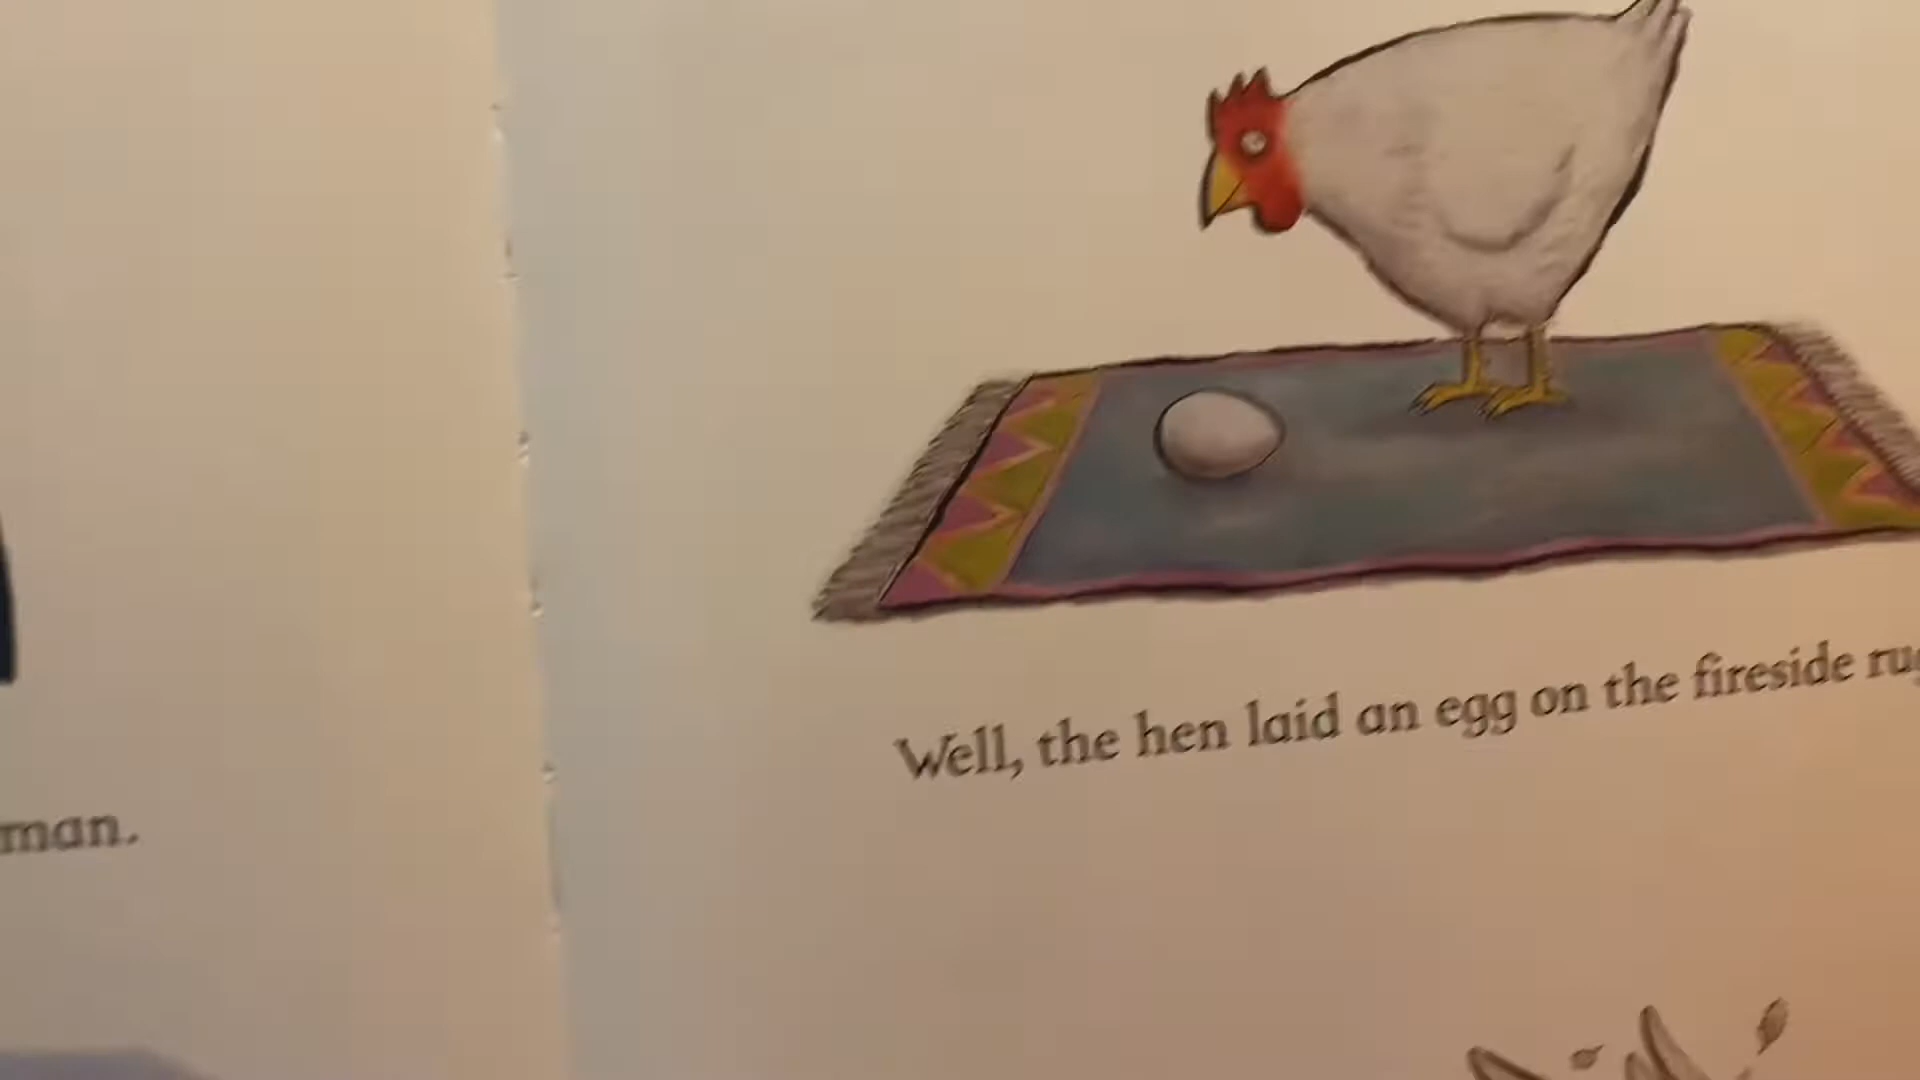 man.
Well, the hen laid an egg on the fireside